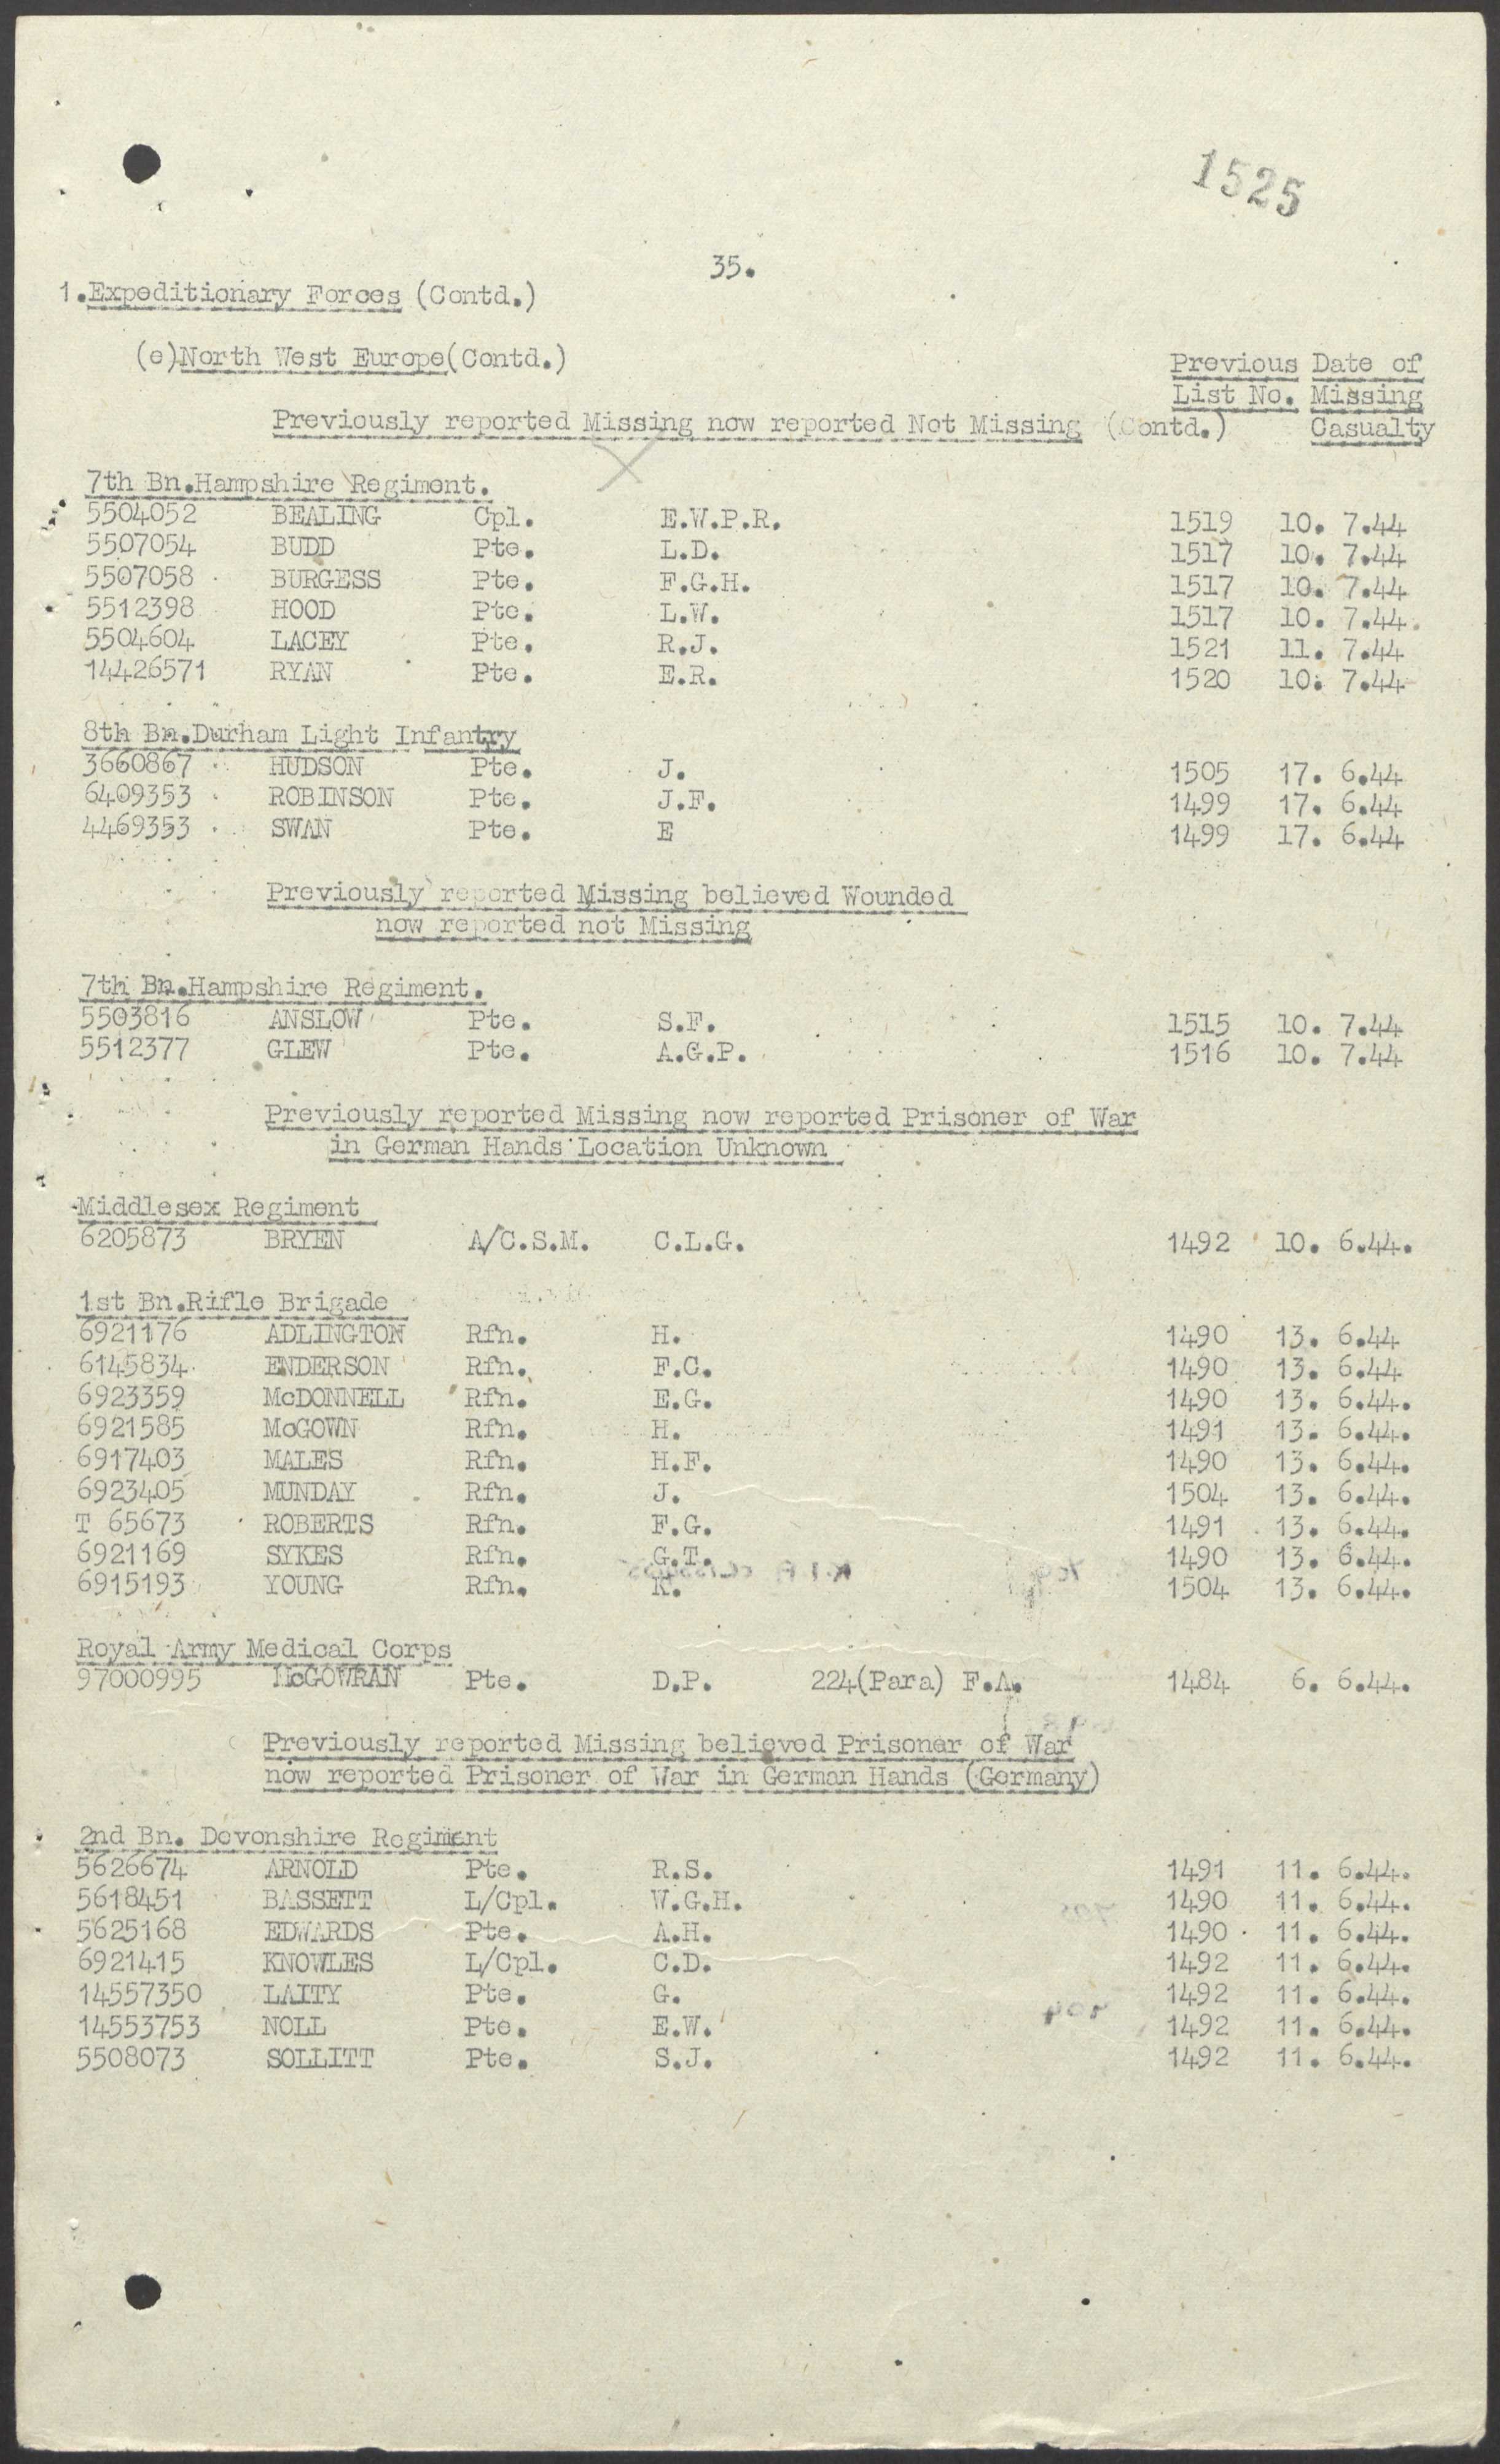 1525
35.
1.Expeditionary Forces (Contd.)
(e)North West Europe(Contd.)
Previous Date of
List No. Missing
Previously reported Missing now reported Not Missing (Contd.) Casualty
7th Bn.Hampshire Regiment.
5504052 BEALING Cpl. E.W.P.R. 1519 10. 7.44
5507054 BUDD Pte. L.D. 1517 10. 7.44
5507058 BURGESS Pte. F.G.H. 1517 10. 7.44
5512398 HOOD Pte. L.W. 1517 10. 7.44.
5504604 LACEY Pte. R.J. 1521 11. 7.44
14426571 RYAN Pte. E.R. 1520 10. 7.44
8th Bn.Durham Light Infantry
3660867 HUDSON Pte. J. 1505 17. 6.44
6409353 ROBINSON Pte. J.F. 1499 17. 6.44
4469353 SWAN Pte. E 1499 17. 6.44
Previously reported Missing believed Wounded
now reported not Missing
7th Bn.Hampshire Regiment.
5503816 ANSLOW Pte. S.F. 1515 10. 7.44
5512377 GLEW Pte. A.G.P. 1516 10. 7.44
Previously reported Missing now reported Prisoner of War
in German Hands Location Unknown
Middlesex Regiment
6205873 BRYEN A/C.S.M. C.L.G. 1492 10. 6.44.
1st Bn.Rifle Brigade
6921176 ADLINGTON Rfn. H. 1490 13. 6.44
6145834 ENDERSON Rfn. F.C. 1490 13. 6.44
6923359 McDONNELL Rfn. E.G. 1490 13. 6.44.
6921585 McGOWN Rfn. H. 1491 13. 6.44.
6917403 MALES Rfn. H.F. 1490 13. 6.44.
6923405 MUNDAY Rfn. J. 1504 13. 6.44.
T 65673 ROBERTS Rfn. F.G. 1491 13. 6.44.
6921169 SYKES Rfn. G.T. 1490 13. 6.44.
6915193 YOUNG Rfn. K. 1504 13. 6.44.
Royal Army Medical Corps
97000995 McGOWRAN Pte. D.P. 224(Para) F.A. 1484 6. 6.44.
Previously reported Missing believed Prisoner of War
now reported Prisoner of War in German Hands (Germany)
2nd Bn. Devonshire Regiment
5626674 ARNOLD Pte. R.S. 1491 11. 6.44.
5618451 BASSETT L/Cpl. W.G.H. 1490 11. 6.44.
5625168 EDWARDS Pte. A.H. 1490 11. 6.44.
6921415 KNOWLES L/Cpl. C.D. 1492 11. 6.44.
14557350 LAITY Pte. G. 1492 11. 6.44.
14553753 NOLL Pte. E.W. 1492 11. 6.44.
5508073 SOLLITT Pte. S.J. 1492 11. 6.44.